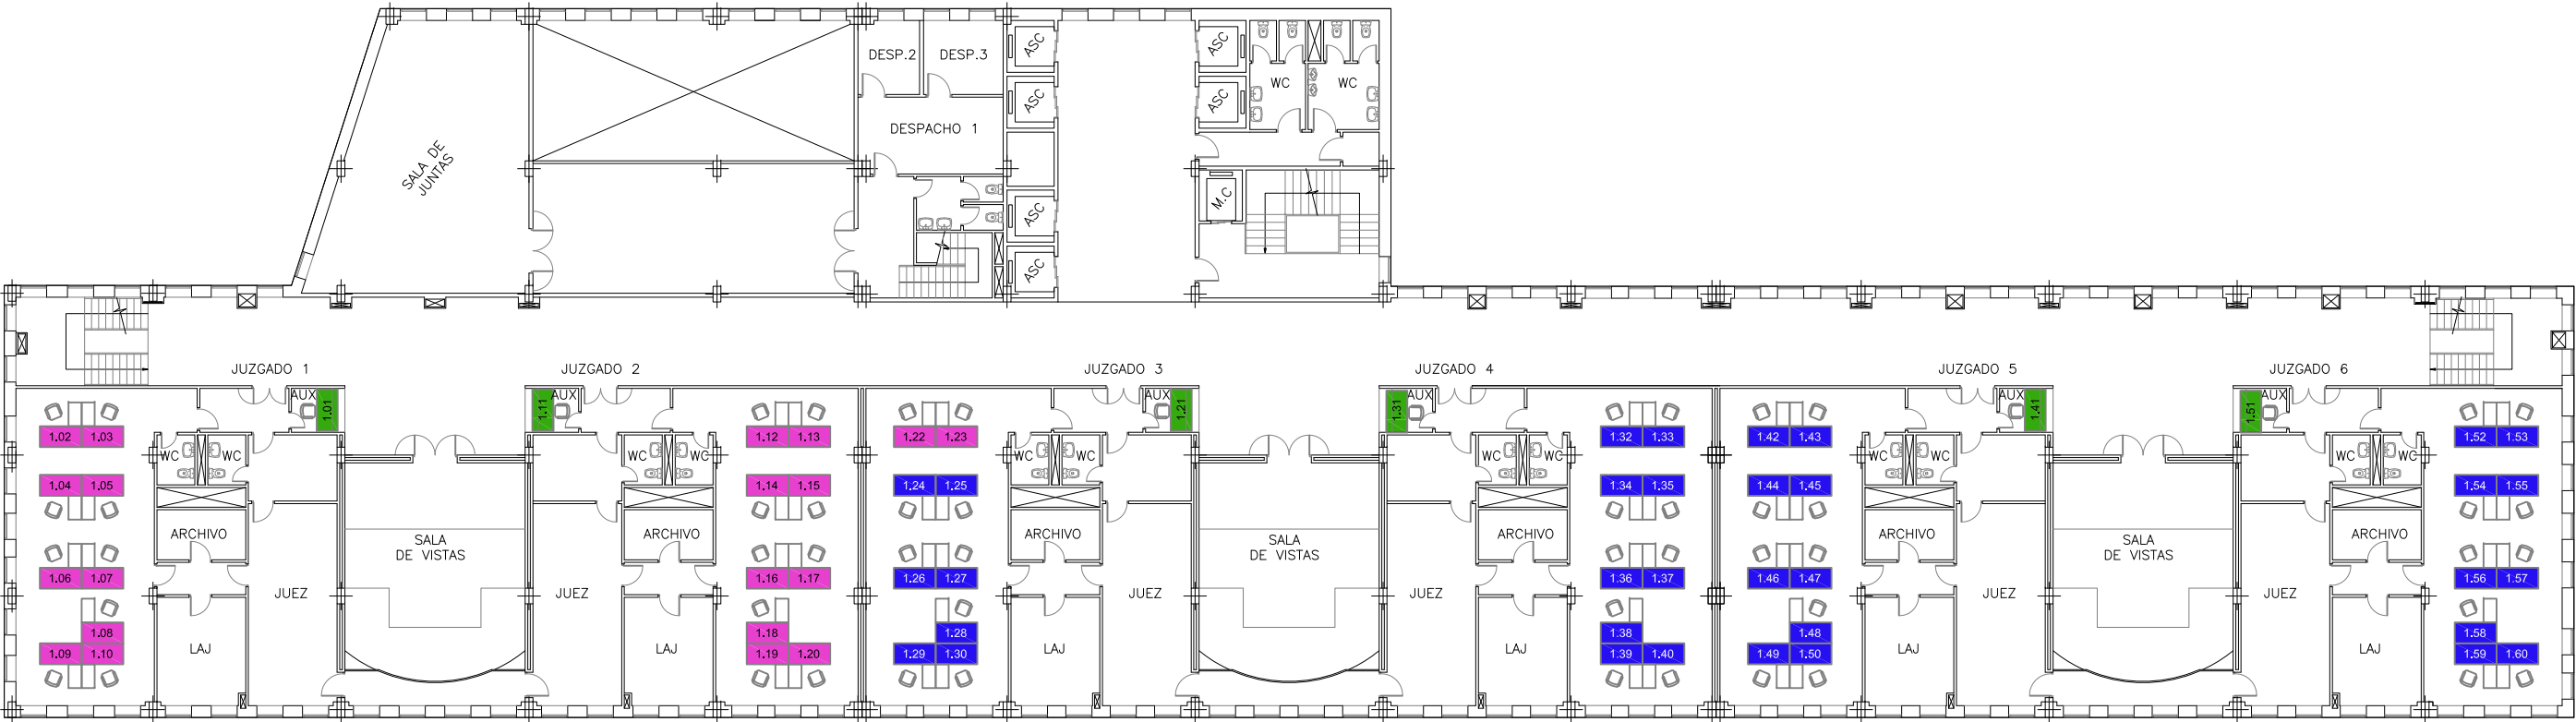 DESP.2 DESP.3
ASC
ASC
WC WC
ASC
ASC
DESPACHO 1
SALA DE
JUNTAS
M.C
ASC
ASC
JUZGADO 1 JUZGADO 2 JUZGADO 3 JUZGADO 4 JUZGADO 5 JUZGADO 6
AUX 1.01 1.11 AUX AUX 1.21 1.31 AUX AUX 1.41 1.51 AUX
1.02 1.03 1.12 1.13 1.22 1.23 1.32 1.33 1.42 1.43 1.52 1.53
WC WC WC WC WC WC WC WC WC WC WC WC
1.04 1.05 1.14 1.15 1.24 1.25 1.34 1.35 1.44 1.45 1.54 1.55
ARCHIVO ARCHIVO ARCHIVO ARCHIVO ARCHIVO ARCHIVO
SALA SALA SALA
DE VISTAS DE VISTAS DE VISTAS
1.06 1.07 1.16 1.17 1.26 1.27 1.36 1.37 1.46 1.47 1.56 1.57
JUEZ JUEZ JUEZ JUEZ JUEZ JUEZ
1.08 1.18 1.28 1.38 1.48 1.58
1.09 1.10 LAJ LAJ 1.19 1.20 1.29 1.30 LAJ LAJ 1.39 1.40 1.49 1.50 LAJ LAJ 1.59 1.60